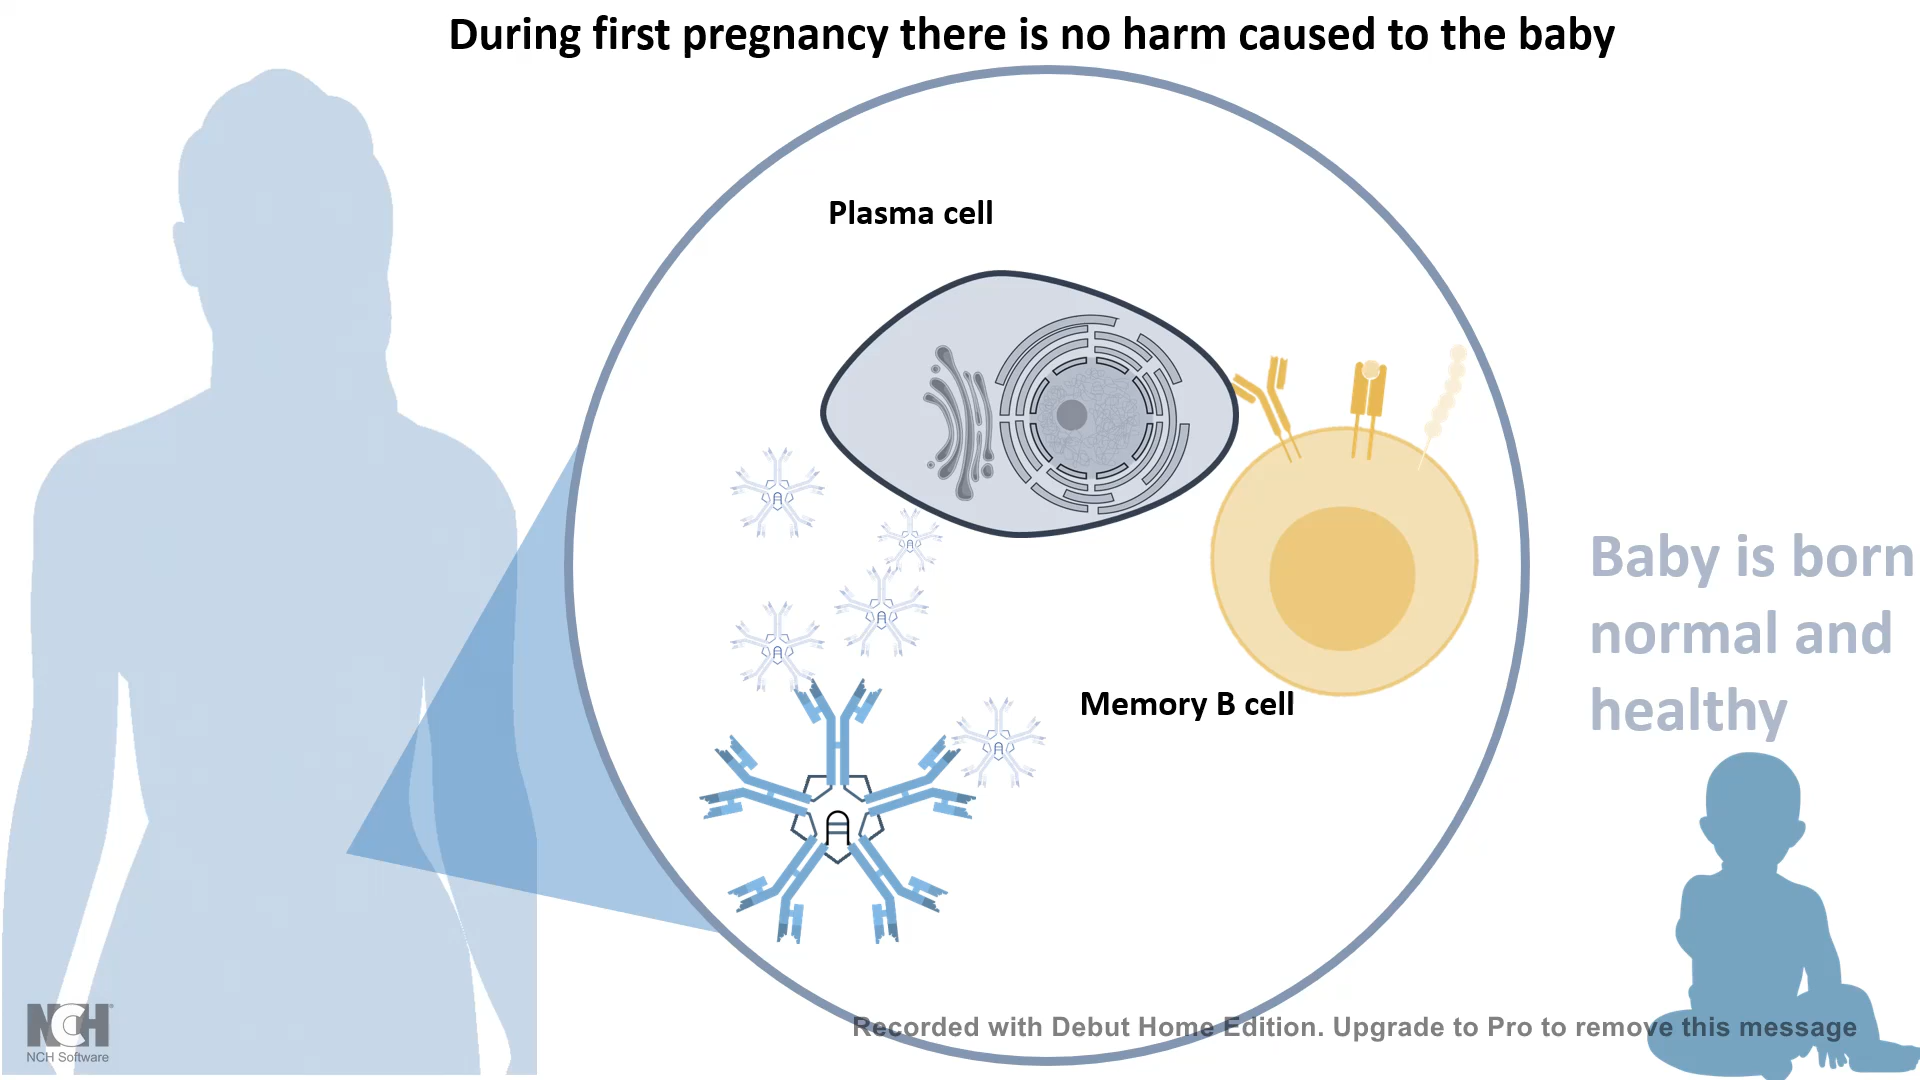 During first pregnancy there is no harm caused to the baby
Plasma cell
Memory B cell
Baby is born
normal and
healthy
NCH
NCH Software
Recorded with Debut Home Edition. Upgrade to Pro to remove this message